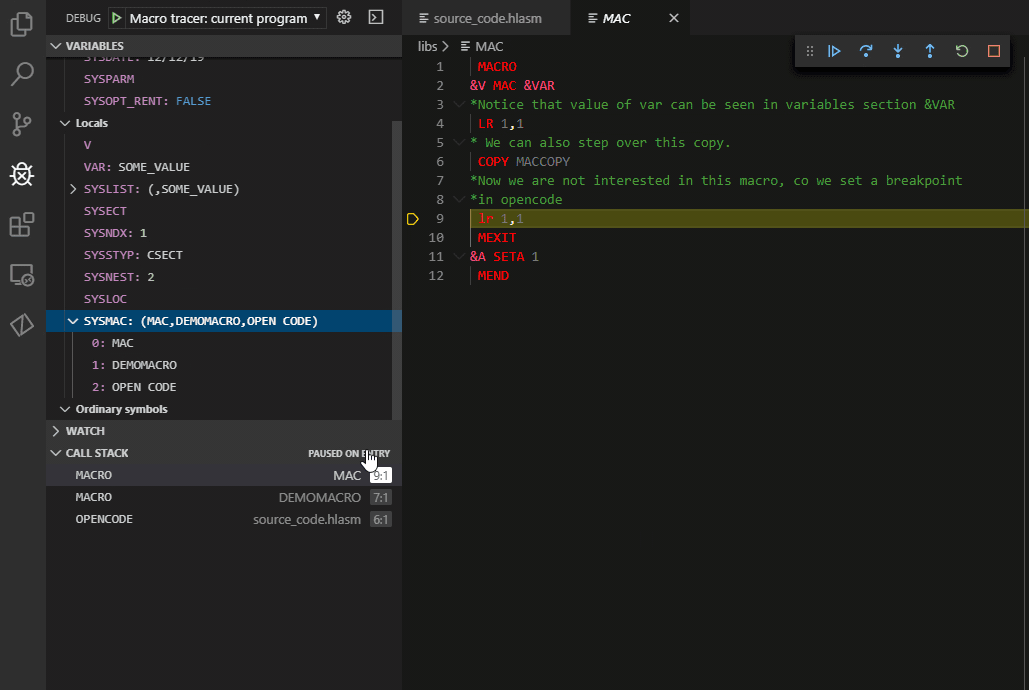 DEBUG Macro tracer: current program
VARIABLES
SYSDATE: 12/12/19
SYSPARM
SYSOPT_RENT: FALSE
Locals
V
VAR: SOME_VALUE
SYSLIST: (,SOME_VALUE)
SYSECT
SYSNDX: 1
SYSSTYP: CSECT
SYSNEST: 2
SYSLOC
SYSMAC: (MAC,DEMOMACRO,OPEN CODE)
0: MAC
1: DEMOMACRO
2: OPEN CODE
Ordinary symbols
WATCH
CALL STACK PAUSED ON ENTRY
MACRO MAC 9:1
MACRO DEMOMACRO 7:1
OPENCODE source_code.hlasm 6:1
source_code.hlasm MAC
libs > MAC
1 MACRO
2 &V MAC &VAR
3 *Notice that value of var can be seen in variables section &VAR
4 LR 1,1
5 * We can also step over this copy.
6 COPY MACCOPY
7 *Now we are not interested in this macro, co we set a breakpoint
8 *in opencode
9 lr 1,1
10 MEXIT
11 &A SETA 1
12 MEND